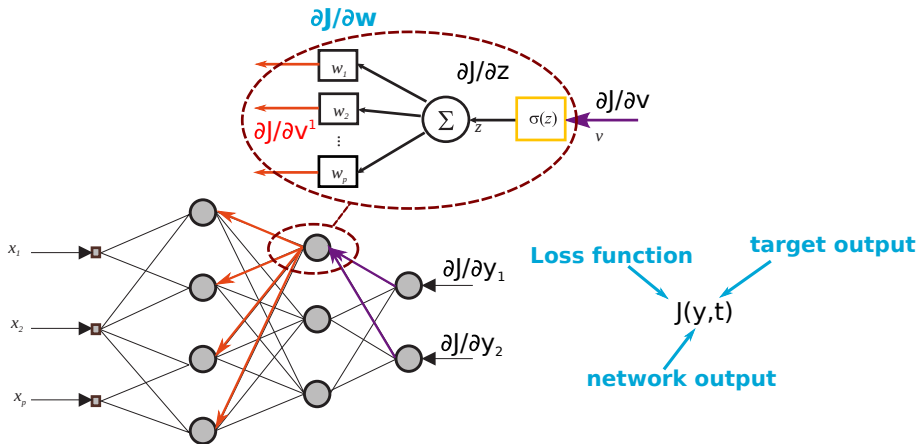 ∂J/∂w
w₁
∂J/∂z
∂J/∂v
∂J/∂v¹
w₂
Σ
z
σ(z)
v
⋮
wₚ
x₁
x₂
xₚ
∂J/∂y₁
∂J/∂y₂
Loss function
target output
J(y,t)
network output